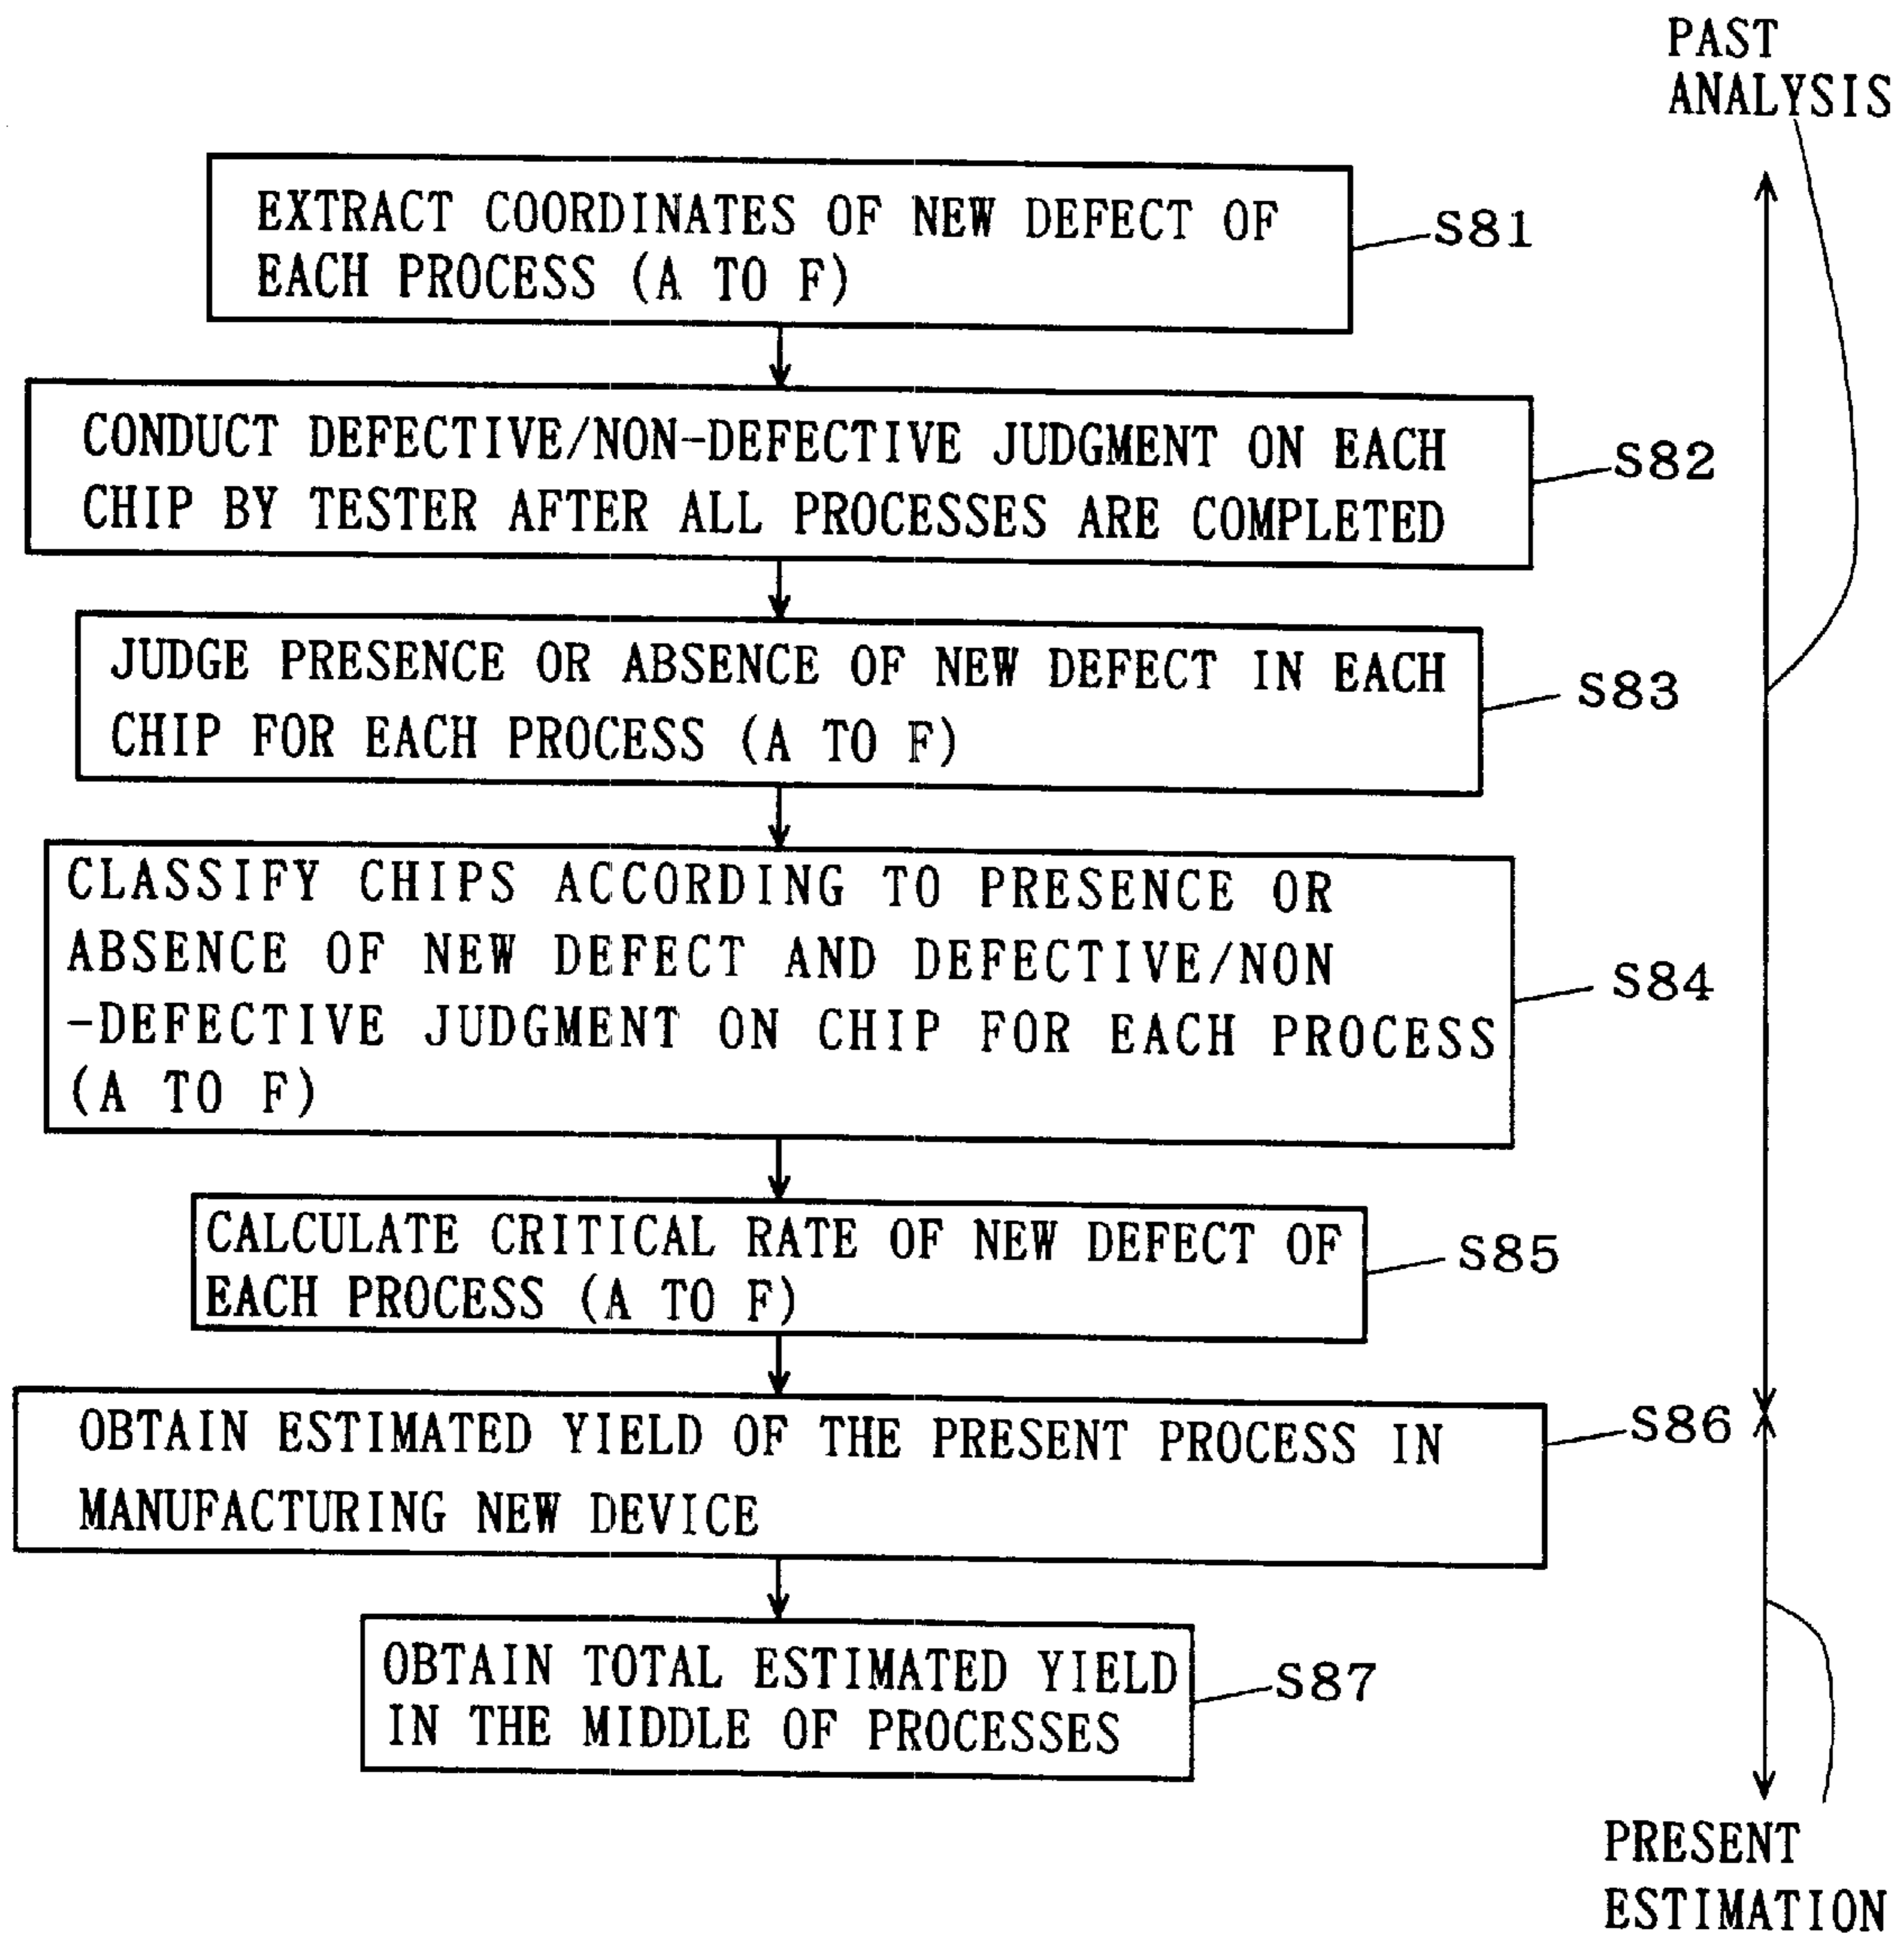 PAST
ANALYSIS
EXTRACT COORDINATES OF NEW DEFECT OF
EACH PROCESS (A TO F)
S81
CONDUCT DEFECTIVE/NON-DEFECTIVE JUDGMENT ON EACH
CHIP BY TESTER AFTER ALL PROCESSES ARE COMPLETED
S82
JUDGE PRESENCE OR ABSENCE OF NEW DEFECT IN EACH
CHIP FOR EACH PROCESS (A TO F)
S83
CLASSIFY CHIPS ACCORDING TO PRESENCE OR
ABSENCE OF NEW DEFECT AND DEFECTIVE/NON
-DEFECTIVE JUDGMENT ON CHIP FOR EACH PROCESS
(A TO F)
S84
CALCULATE CRITICAL RATE OF NEW DEFECT OF
EACH PROCESS (A TO F)
S85
OBTAIN ESTIMATED YIELD OF THE PRESENT PROCESS IN
MANUFACTURING NEW DEVICE
S86
OBTAIN TOTAL ESTIMATED YIELD
IN THE MIDDLE OF PROCESSES
S87
PRESENT
ESTIMATION